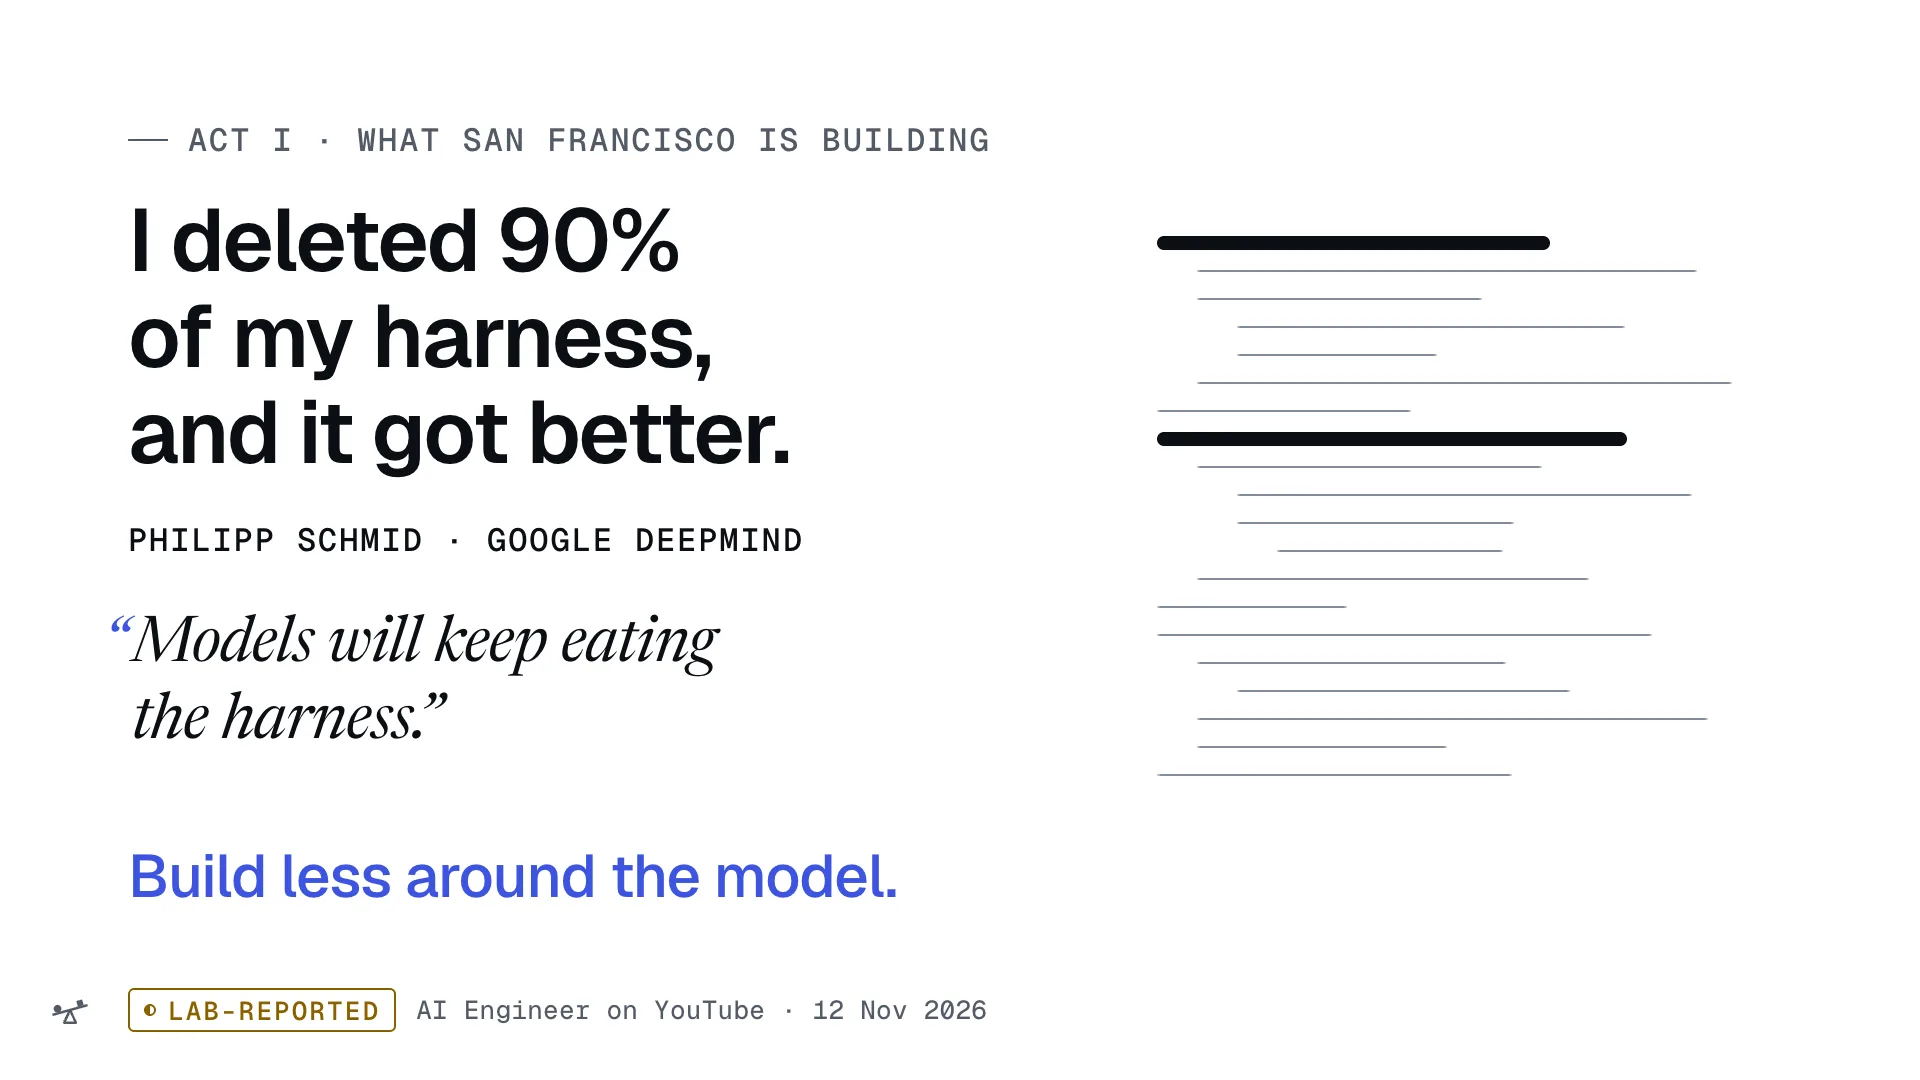 ACT I · WHAT SAN FRANCISCO IS BUILDING
I deleted 90%
of my harness,
and it got better.
PHILIPP SCHMID · GOOGLE DEEPMIND
“Models will keep eating
the harness.”
Build less around the model.
LAB-REPORTED AI Engineer on YouTube · 12 Nov 2026